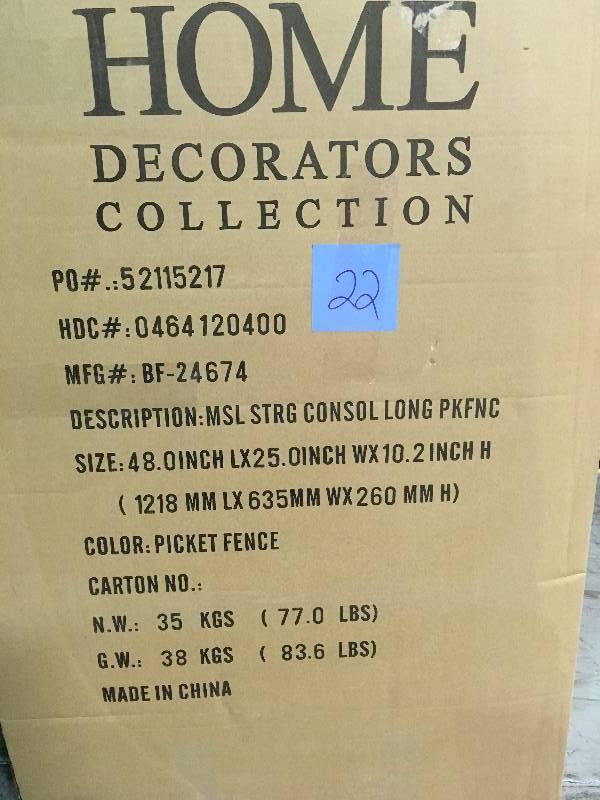 HOME
DECORATORS
COLLECTION
PO#.:52115217
22
HDC#:0464120400
MFG#:BF-24674
DESCRIPTION:MSL STRG CONSOL LONG PKFNC
SIZE:48.0INCH LX25.0INCH WX10.2INCH H
( 1218 MM LX 635MM WX260 MM H)
COLOR:PICKET FENCE
CARTON NO.:
N.W.: 35 KGS ( 77.0 LBS)
G.W.: 38 KGS ( 83.6 LBS)
MADE IN CHINA